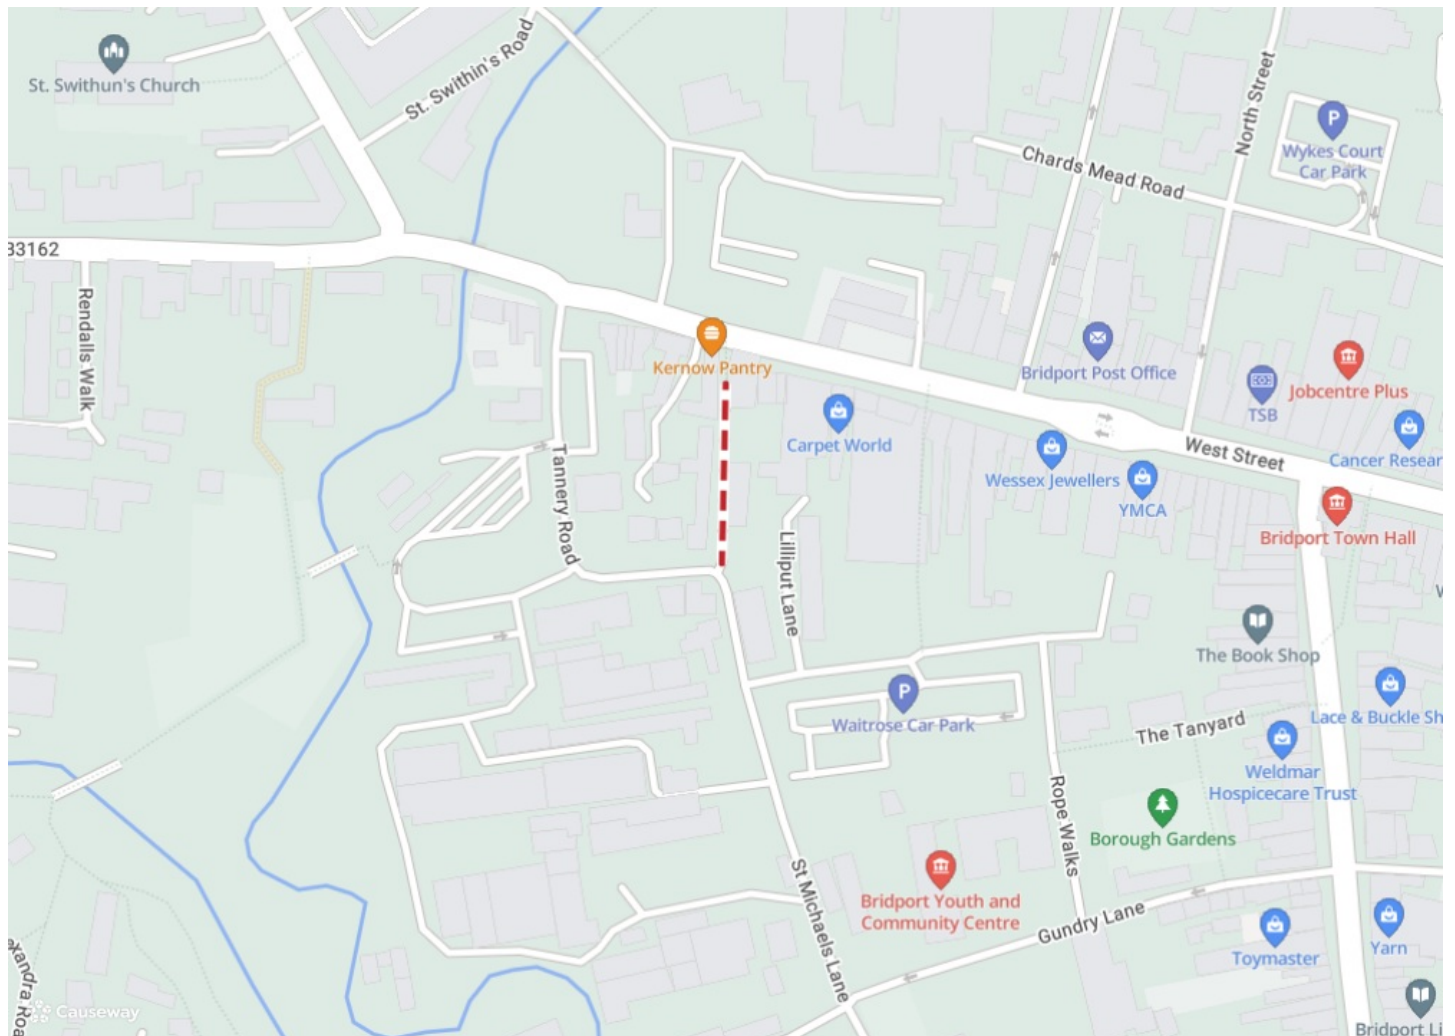 St. Swithun's Church
St. Swithin's Road
North Street
Wykes Court
Car Park
Chards Mead Road
33162
Rendalls Walk
Kernow Pantry
Bridport Post Office
Jobcentre Plus
TSB
Carpet World
West Street
Cancer Resear
Wessex Jewellers
YMCA
Tannery Road
Bridport Town Hall
Lilliput Lane
The Book Shop
P
Waitrose Car Park
Lace & Buckle Sh
The Tanyard
Weldmar
Hospicecare Trust
Rope Walks
Borough Gardens
St Michaels Lane
Bridport Youth and
Community Centre
Gundry Lane
Toymaster
Yarn
exandra Roa
Causeway
Bridport Li